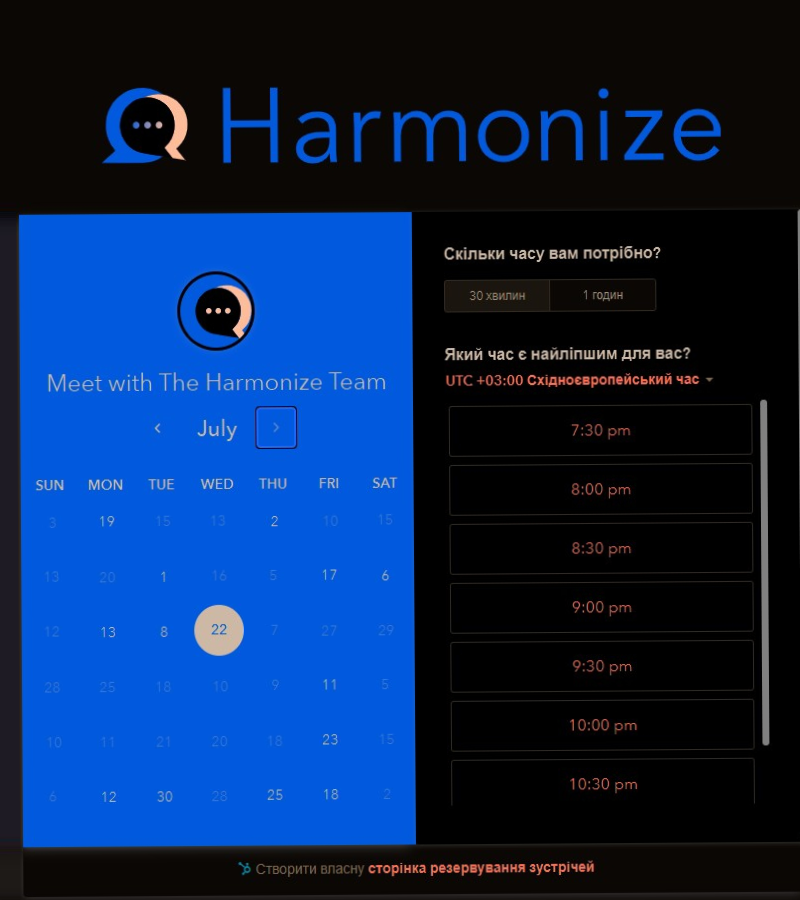 Harmonize
Meet with The Harmonize Team
July
SUN MON TUE WED THU FRI SAT
3 19 15 13 2 10 15
13 20 1 16 5 17 6
12 13 8 22 7 27 29
28 25 18 10 9 11 5
10 11 21 20 18 23 15
6 12 30 28 25 18 2
Скільки часу вам потрібно?
30 хвилин 1 годин
Який час є найліпшим для вас?
UTC +03:00 Східноєвропейський час
7:30 pm
8:00 pm
8:30 pm
9:00 pm
9:30 pm
10:00 pm
10:30 pm
Створити власну сторінка резервування зустрічей